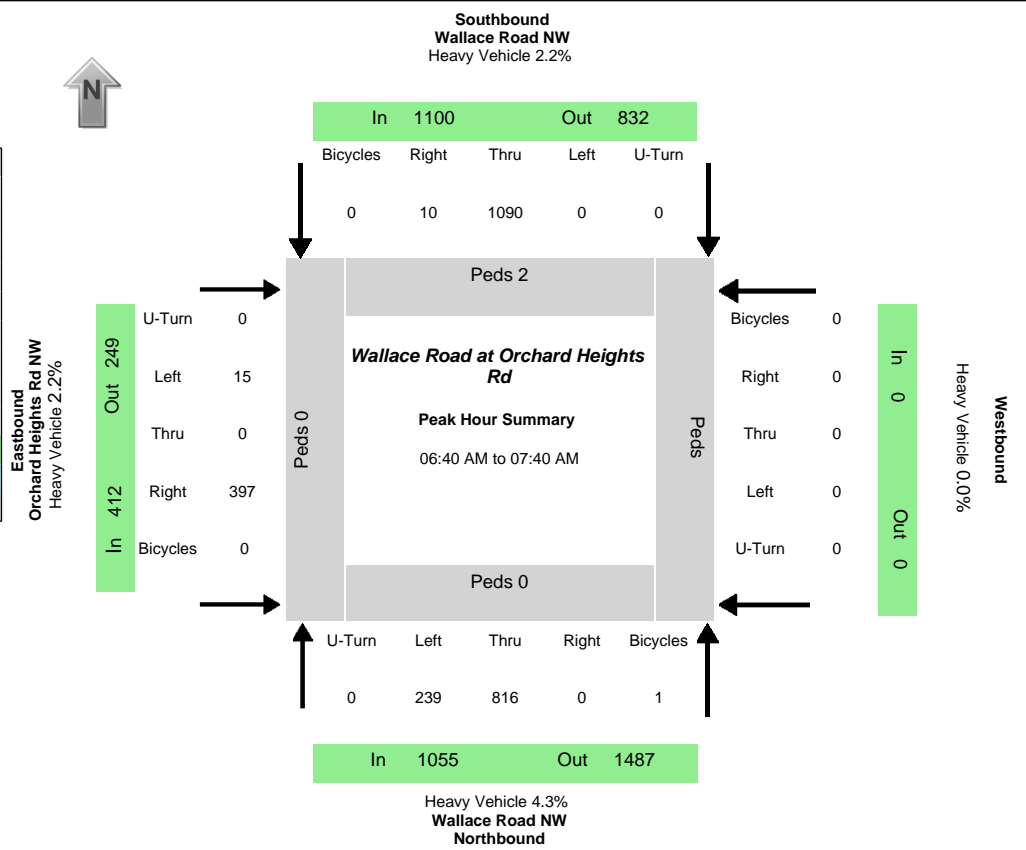 Southbound
Wallace Road NW
Heavy Vehicle 2.2%
N
In 1100 Out 832
Bicycles Right Thru Left U-Turn
0 10 1090 0 0
Peds 2
Eastbound
Orchard Heights Rd NW
Heavy Vehicle 2.2%
In 412 Out 249
U-Turn 0
Left 15
Thru 0
Right 397
Bicycles 0
Peds 0
Wallace Road at Orchard Heights
Rd
Peak Hour Summary
06:40 AM to 07:40 AM
Peds
Bicycles 0
Right 0
Thru 0
Left 0
U-Turn 0
In 0 Out 0
Westbound
Heavy Vehicle 0.0%
Peds 0
U-Turn Left Thru Right Bicycles
0 239 816 0 1
In 1055 Out 1487
Heavy Vehicle 4.3%
Wallace Road NW
Northbound